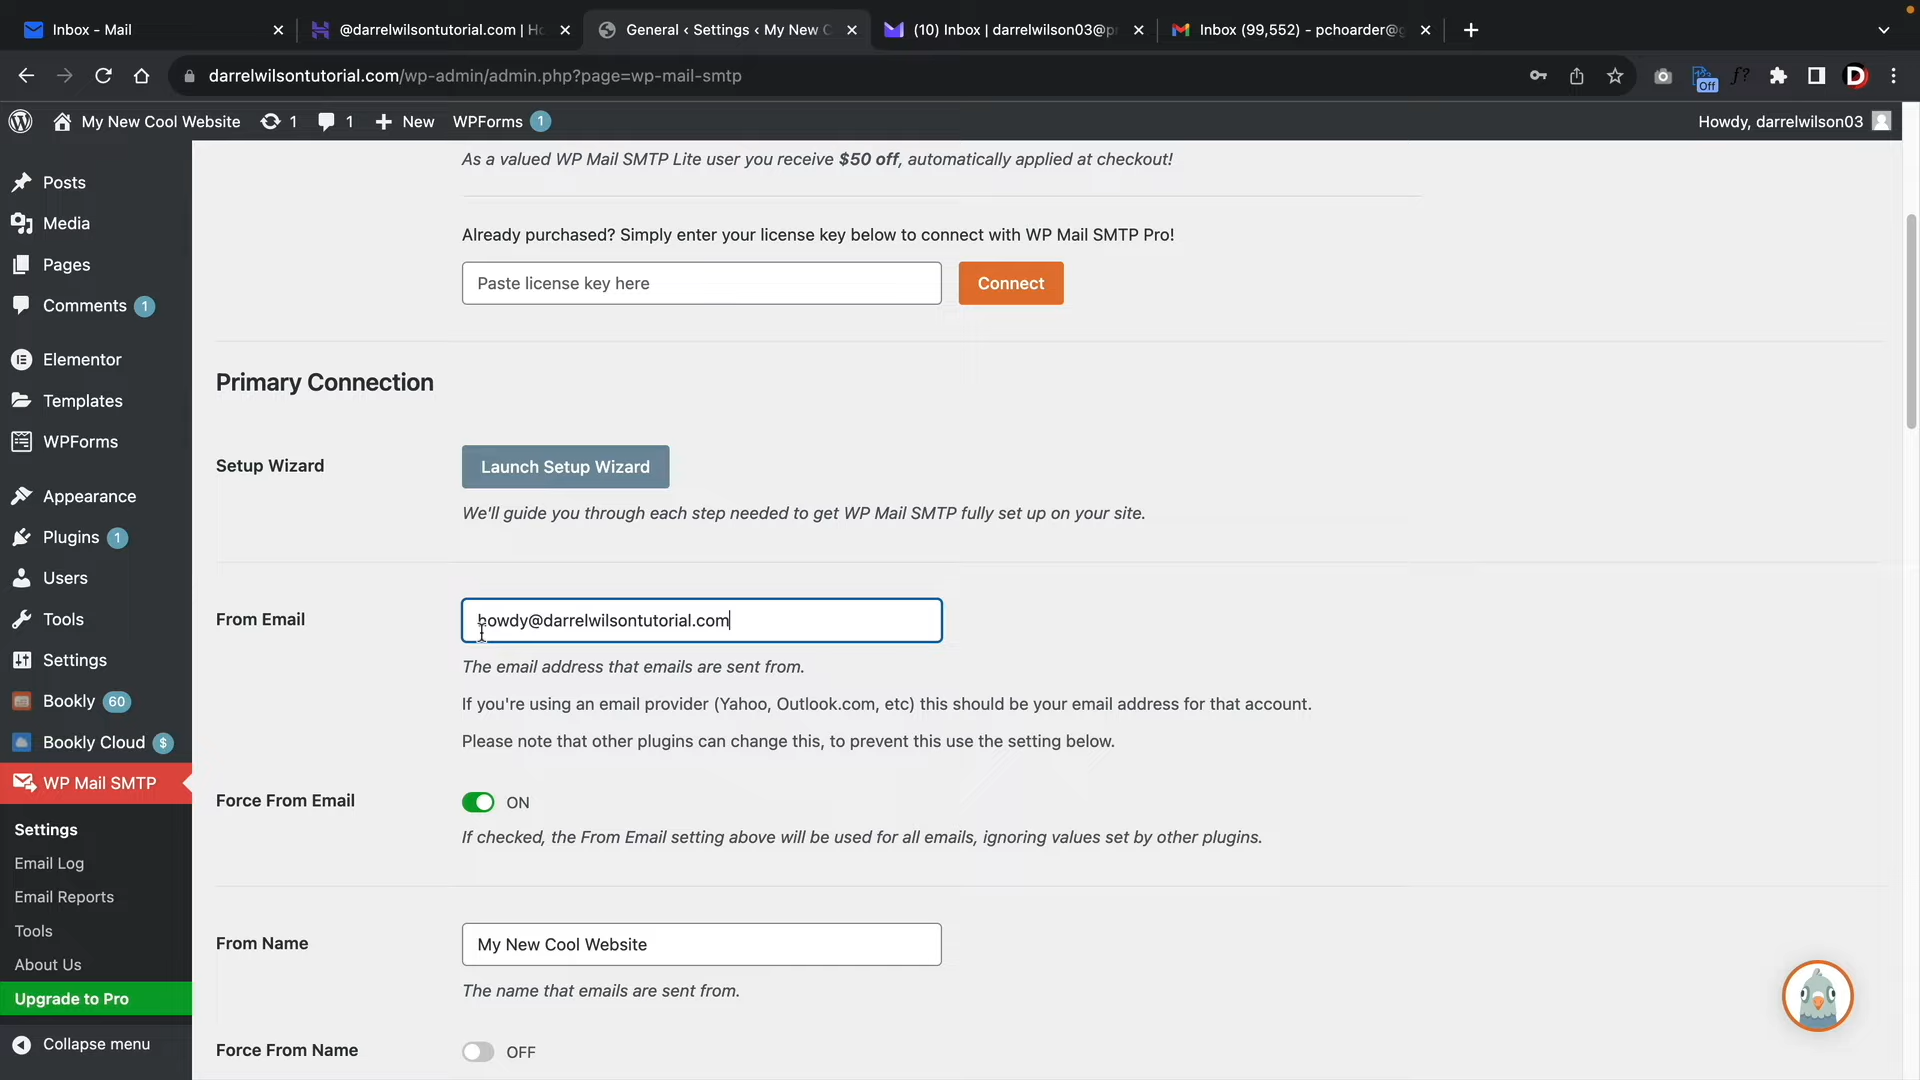 Inbox - Mail
@darrelwilsontutorial.com | Ho
General ‹ Settings ‹ My New C
(10) Inbox | darrelwilson03@pr
Inbox (99,552) - pchoarder@g
darrelwilsontutorial.com/wp-admin/admin.php?page=wp-mail-smtp
f?
Off
D
My New Cool Website
1
1
New
WPForms 1
Howdy, darrelwilson03
Posts
Media
Pages
Comments 1
Elementor
Templates
WPForms
Appearance
Plugins 1
Users
Tools
Settings
Bookly 60
Bookly Cloud $
WP Mail SMTP
Settings
Email Log
Email Reports
Tools
About Us
Upgrade to Pro
Collapse menu
As a valued WP Mail SMTP Lite user you receive $50 off, automatically applied at checkout!
Already purchased? Simply enter your license key below to connect with WP Mail SMTP Pro!
Paste license key here
Connect
Primary Connection
Setup Wizard
Launch Setup Wizard
We'll guide you through each step needed to get WP Mail SMTP fully set up on your site.
From Email
howdy@darrelwilsontutorial.com
The email address that emails are sent from.
If you're using an email provider (Yahoo, Outlook.com, etc) this should be your email address for that account.
Please note that other plugins can change this, to prevent this use the setting below.
Force From Email
ON
If checked, the From Email setting above will be used for all emails, ignoring values set by other plugins.
From Name
My New Cool Website
The name that emails are sent from.
Force From Name
OFF